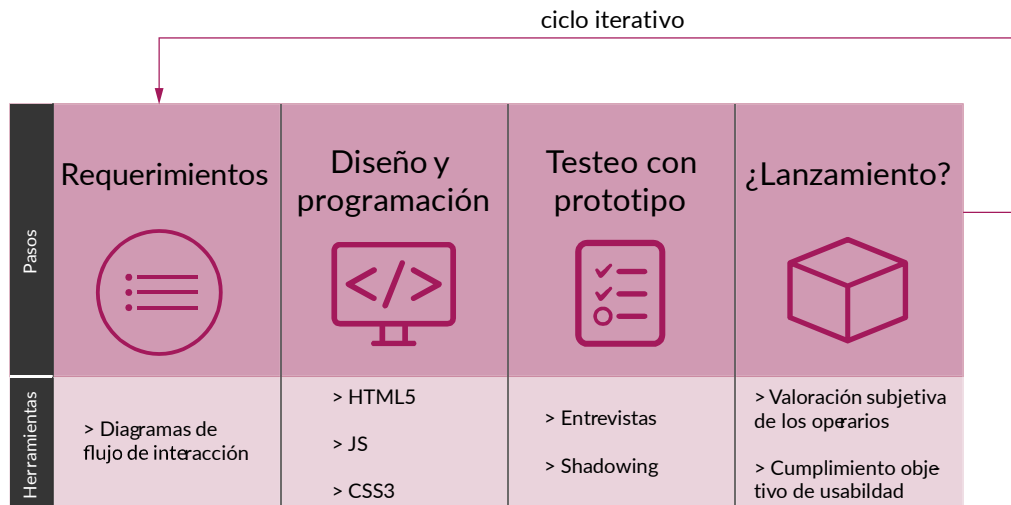 ciclo iterativo
Pasos
Requerimientos
Diseño y
programación
Testeo con
prototipo
¿Lanzamiento?
Herramientas
> Diagramas de
flujo de interacción
> HTML5
> JS
> CSS3
> Entrevistas
> Shadowing
> Valoración subjetiva
de los operarios
> Cumplimiento obje
tivo de usabildad